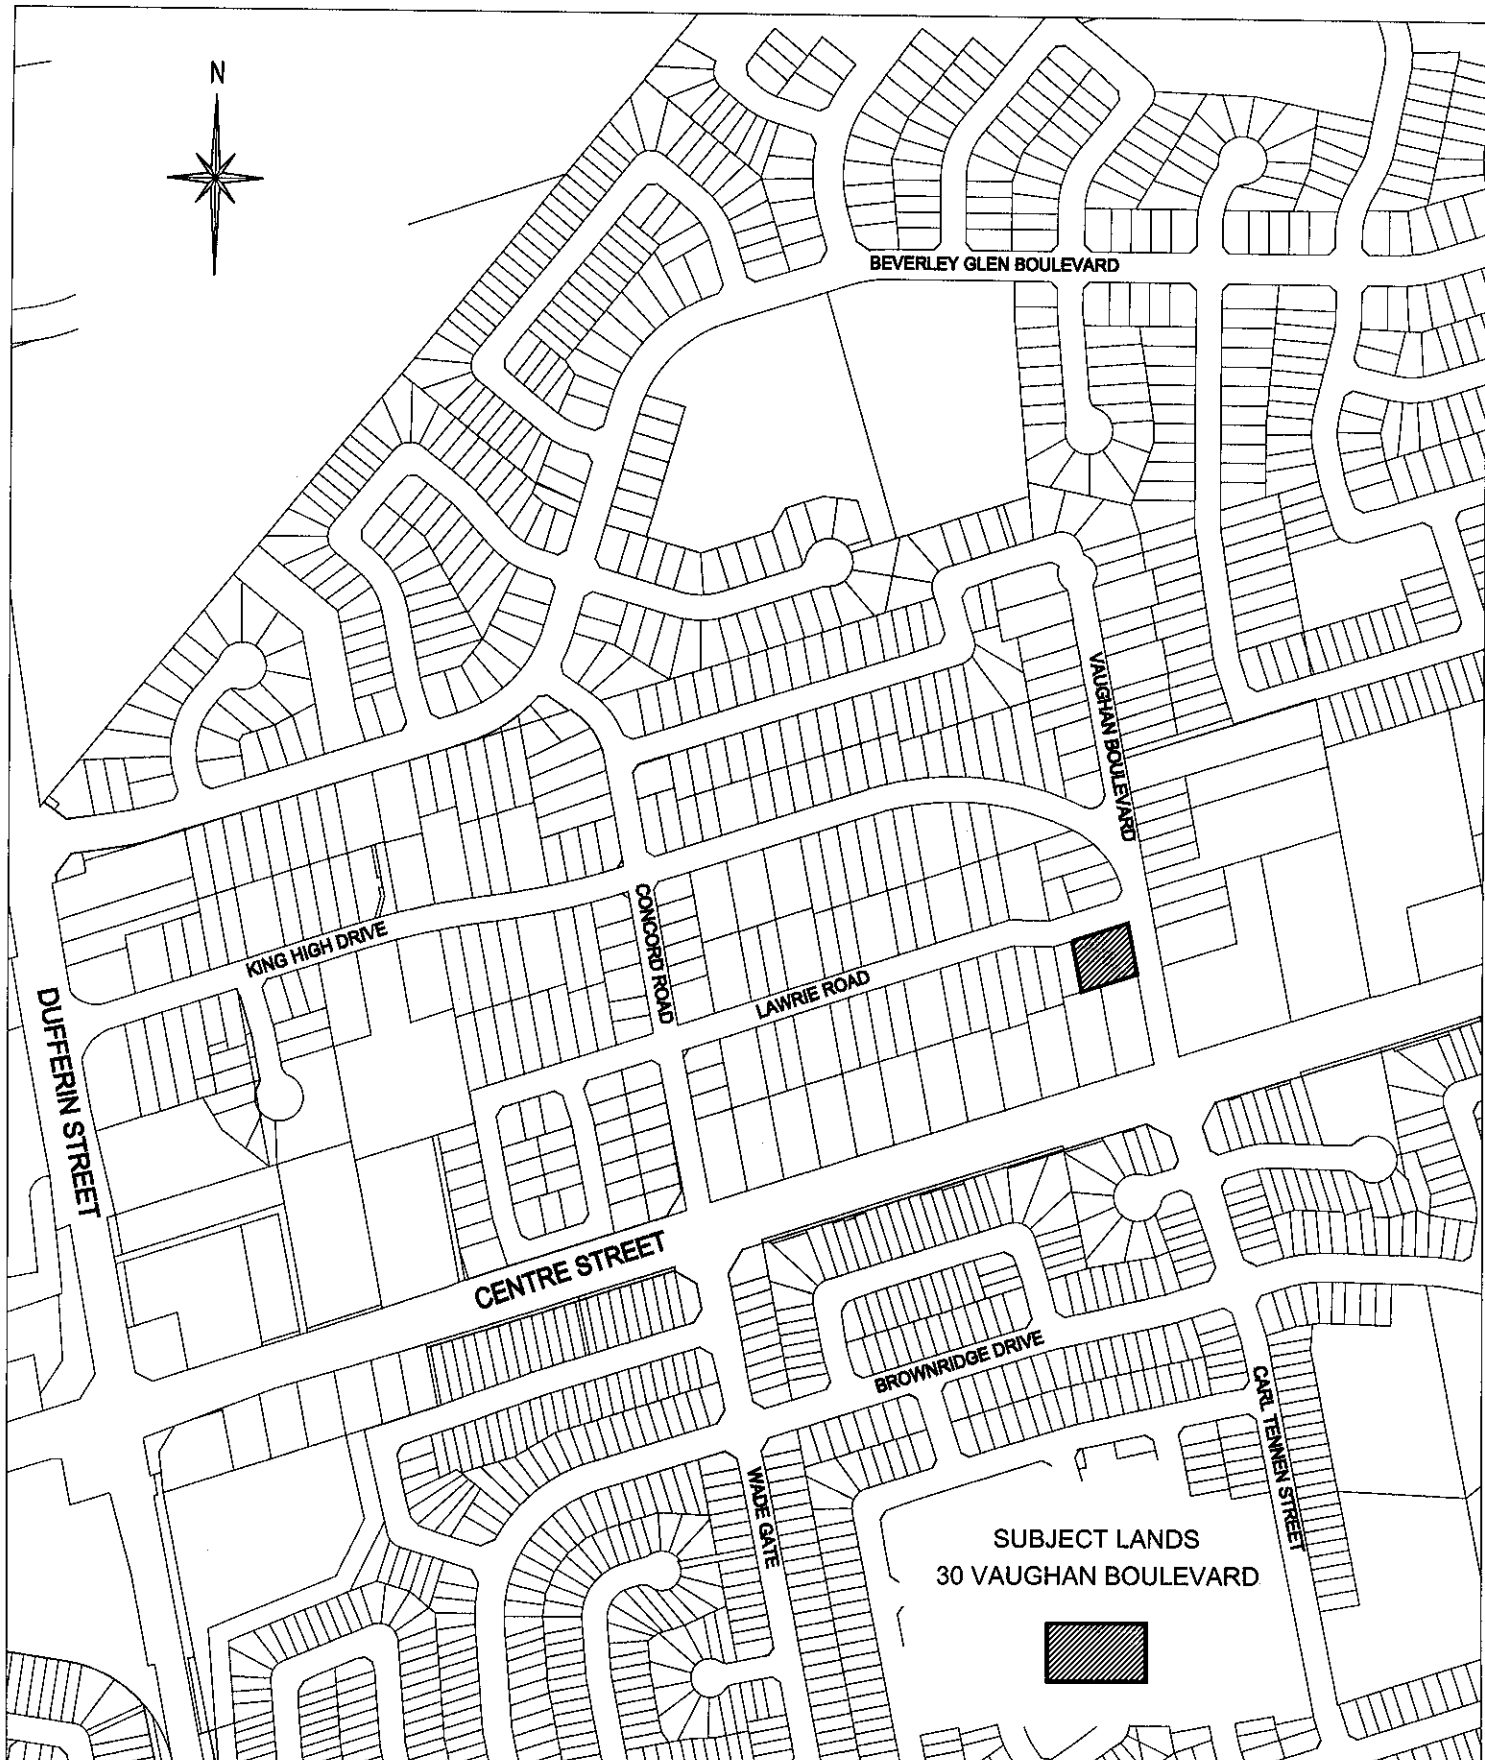 N
BEVERLEY GLEN BOULEVARD
VAUGHAN BOULEVARD
CONCORD ROAD
KING HIGH DRIVE
LAWRIE ROAD
DUFFERIN STREET
CENTRE STREET
BROWNRIDGE DRIVE
CARL TENNEN STREET
WADE GATE
SUBJECT LANDS
30 VAUGHAN BOULEVARD